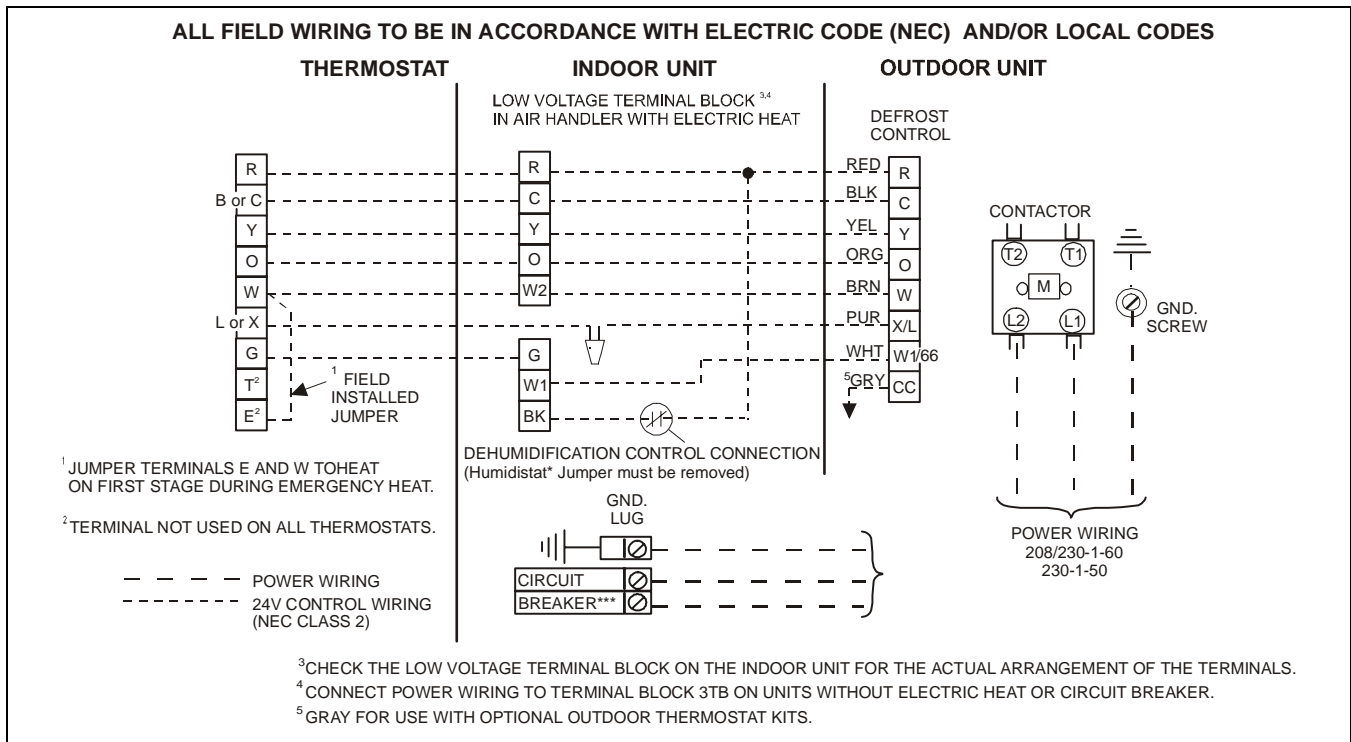 ALL FIELD WIRING TO BE IN ACCORDANCE WITH ELECTRIC CODE (NEC) AND/OR LOCAL CODES
THERMOSTAT
INDOOR UNIT
OUTDOOR UNIT
LOW VOLTAGE TERMINAL BLOCK 3,4
IN AIR HANDLER WITH ELECTRIC HEAT
DEFROST
CONTROL
R
B or C
Y
O
W
L or X
G
T2
E2
1 FIELD
INSTALLED
JUMPER
R
C
Y
O
W2
G
W1
BK
RED
BLK
YEL
ORG
BRN
PUR
WHT
5GRY
R
C
Y
O
W
X/L
W1/66
CC
CONTACTOR
T2
T1
M
L2
L1
GND.
SCREW
DEHUMIDIFICATION CONTROL CONNECTION
(Humidistat* Jumper must be removed)
1 JUMPER TERMINALS E AND W TOHEAT
ON FIRST STAGE DURING EMERGENCY HEAT.
2 TERMINAL NOT USED ON ALL THERMOSTATS.
GND.
LUG
CIRCUIT
BREAKER***
POWER WIRING
208/230-1-60
230-1-50
POWER WIRING
24V CONTROL WIRING
(NEC CLASS 2)
3CHECK THE LOW VOLTAGE TERMINAL BLOCK ON THE INDOOR UNIT FOR THE ACTUAL ARRANGEMENT OF THE TERMINALS.
4 CONNECT POWER WIRING TO TERMINAL BLOCK 3TB ON UNITS WITHOUT ELECTRIC HEAT OR CIRCUIT BREAKER.
5 GRAY FOR USE WITH OPTIONAL OUTDOOR THERMOSTAT KITS.